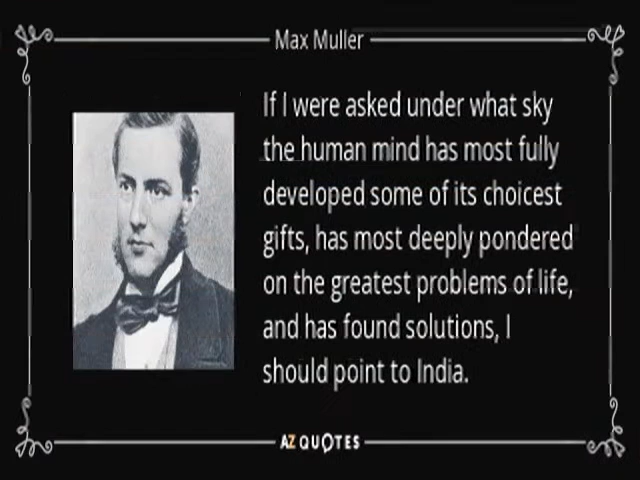 Max Muller
If I were asked under what sky
the human mind has most fully
developed some of its choicest
gifts, has most deeply pondered
on the greatest problems of life,
and has found solutions, I
should point to India.
AZ QUOTES